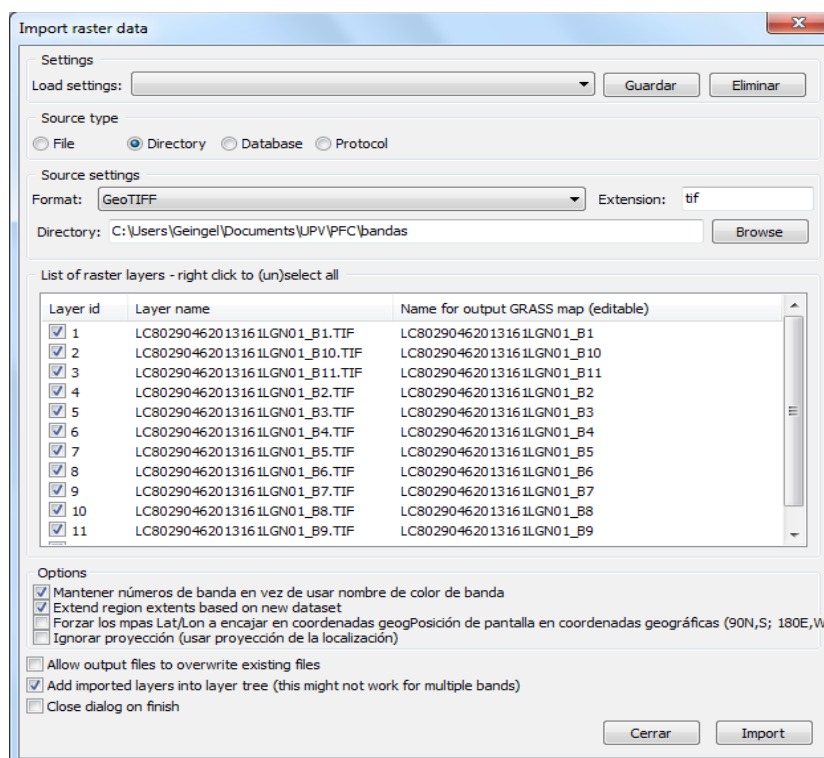 Import raster data
Settings
Load settings: Guardar Eliminar
Source type
File Directory Database Protocol
Source settings
Format: GeoTIFF Extension: tif
Directory: C:\Users\Geingel\Documents\UPV\PFC\bandas Browse
List of raster layers - right click to (un)select all
Layer id Layer name Name for output GRASS map (editable)
1 LC80290462013161LGN01_B1.TIF LC80290462013161LGN01_B1
2 LC80290462013161LGN01_B10.TIF LC80290462013161LGN01_B10
3 LC80290462013161LGN01_B11.TIF LC80290462013161LGN01_B11
4 LC80290462013161LGN01_B2.TIF LC80290462013161LGN01_B2
5 LC80290462013161LGN01_B3.TIF LC80290462013161LGN01_B3
6 LC80290462013161LGN01_B4.TIF LC80290462013161LGN01_B4
7 LC80290462013161LGN01_B5.TIF LC80290462013161LGN01_B5
8 LC80290462013161LGN01_B6.TIF LC80290462013161LGN01_B6
9 LC80290462013161LGN01_B7.TIF LC80290462013161LGN01_B7
10 LC80290462013161LGN01_B8.TIF LC80290462013161LGN01_B8
11 LC80290462013161LGN01_B9.TIF LC80290462013161LGN01_B9
Options
Mantener números de banda en vez de usar nombre de color de banda
Extend region extents based on new dataset
Forzar los mpas Lat/Lon a encajar en coordenadas geogPosición de pantalla en coordenadas geográficas (90N,S; 180E,W
Ignorar proyección (usar proyección de la localización)
Allow output files to overwrite existing files
Add imported layers into layer tree (this might not work for multiple bands)
Close dialog on finish
Cerrar Import